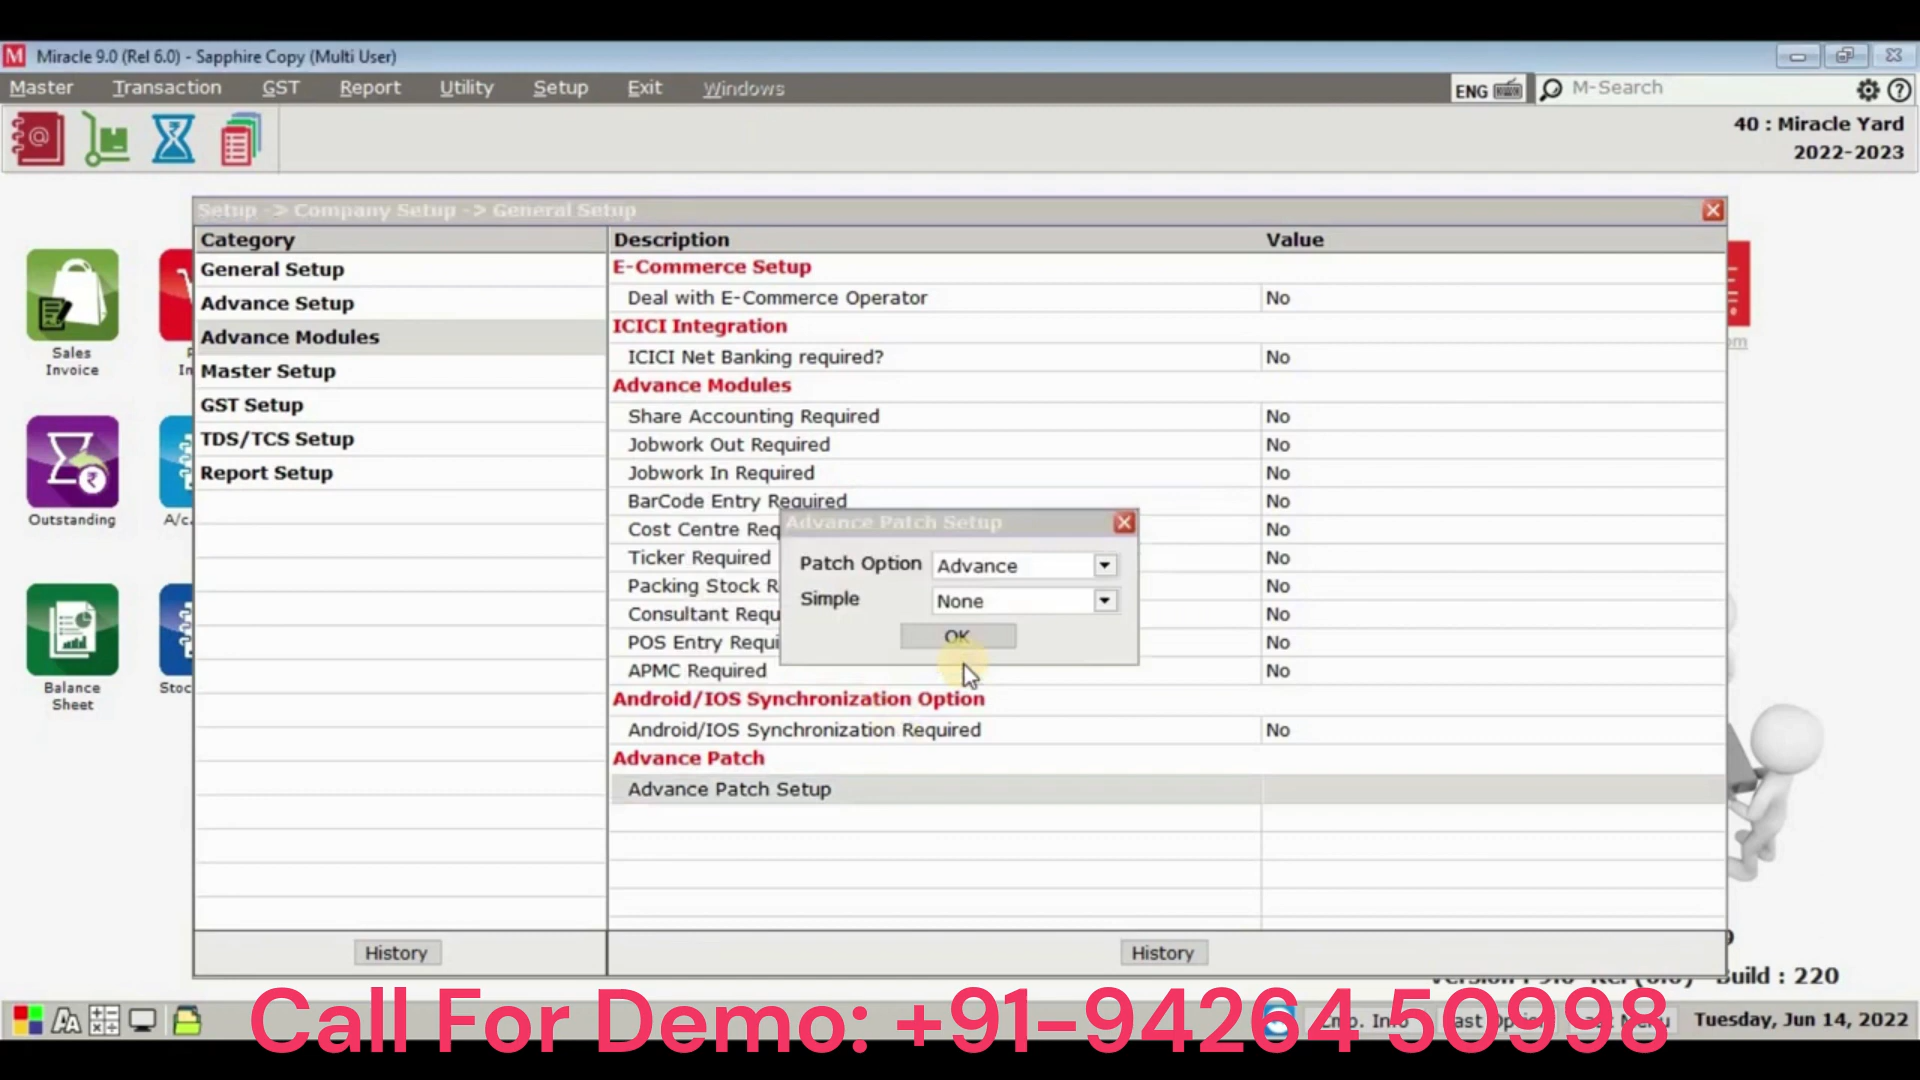 Miracle 9.0 (Rel 6.0) - Sapphire Copy (Multi User)
Master Transaction GST Report Utility Setup Exit Windows ENG M-Search
40 : Miracle Yard
2022-2023
Setup -> Company Setup -> General Setup
Category Description Value
General Setup
Advance Setup
Advance Modules
Master Setup
GST Setup
TDS/TCS Setup
Report Setup
E-Commerce Setup
Deal with E-Commerce Operator No
ICICI Integration
ICICI Net Banking required? No
Advance Modules
Share Accounting Required No
Jobwork Out Required No
Jobwork In Required No
BarCode Entry Required No
Cost Centre Req No
Ticker Required No
Packing Stock R No
Consultant Requ No
POS Entry Requi No
APMC Required No
Android/IOS Synchronization Option
Android/IOS Synchronization Required No
Advance Patch
Advance Patch Setup
Advance Patch Setup
Patch Option Advance
Simple None
OK
Sales
Invoice
Outstanding
A/c.
Balance
Sheet
Stoc
om
History
History
Build : 220
Tuesday, Jun 14, 2022
Call For Demo: +91-94264 50998